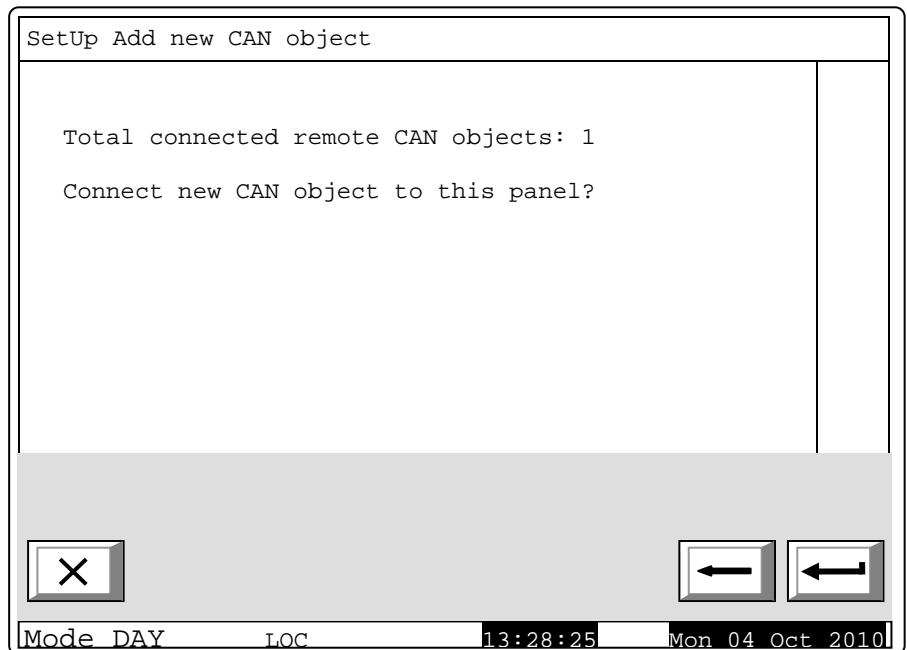 SetUp Add new CAN object
Total connected remote CAN objects: 1
Connect new CAN object to this panel?
Mode DAY LOC 13:28:25 Mon 04 Oct 2010